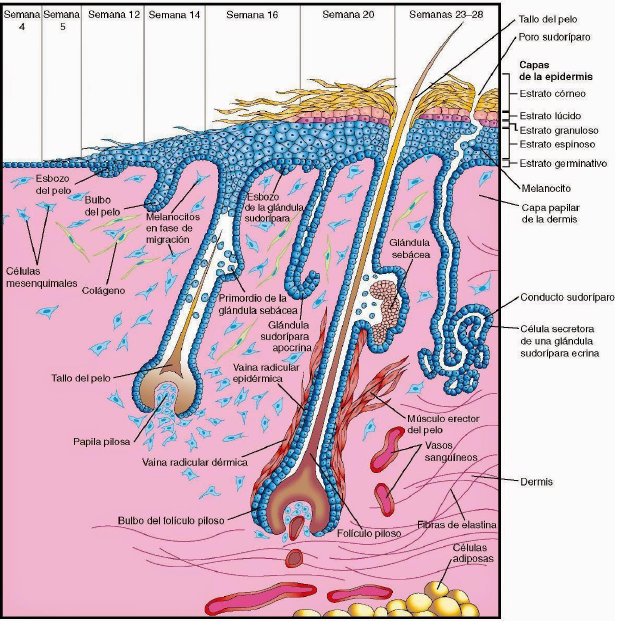 Semana
4
Semana
5
Semana 12
Semana 14
Semana 16
Semana 20
Semanas 23–28
Tallo del pelo
Poro sudoríparo
Capas
de la epidermis
Estrato córneo
Estrato lúcido
Estrato granuloso
Estrato espinoso
Estrato germinativo
Melanocito
Capa papilar
de la dermis
Esbozo
del pelo
Bulbo
del pelo
Melanocitos
en fase de
migración
Esbozo
de la glándula
sudorípara
Glándula
sebácea
Células
mesenquimales
Colágeno
Primordio de la
glándula sebácea
Glándula
sudorípara
apocrina
Conducto sudoríparo
Célula secretora
de una glándula
sudorípara ecrina
Vaina radicular
epidérmica
Tallo del pelo
Músculo erector
del pelo
Papila pilosa
Vasos
sanguíneos
Vaina radicular dérmica
Dermis
Bulbo del folículo piloso
Folículo piloso
Fibras de elastina
Células
adiposas